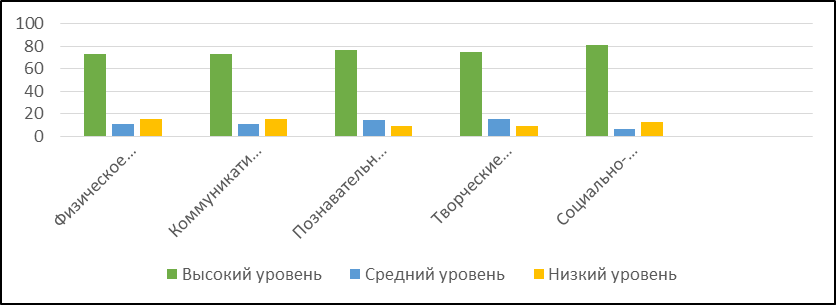 100
80
60
40
20
0
Физическое...
Коммуникати...
Познавательн...
Творческие...
Социально-...
Высокий уровень
Средний уровень
Низкий уровень